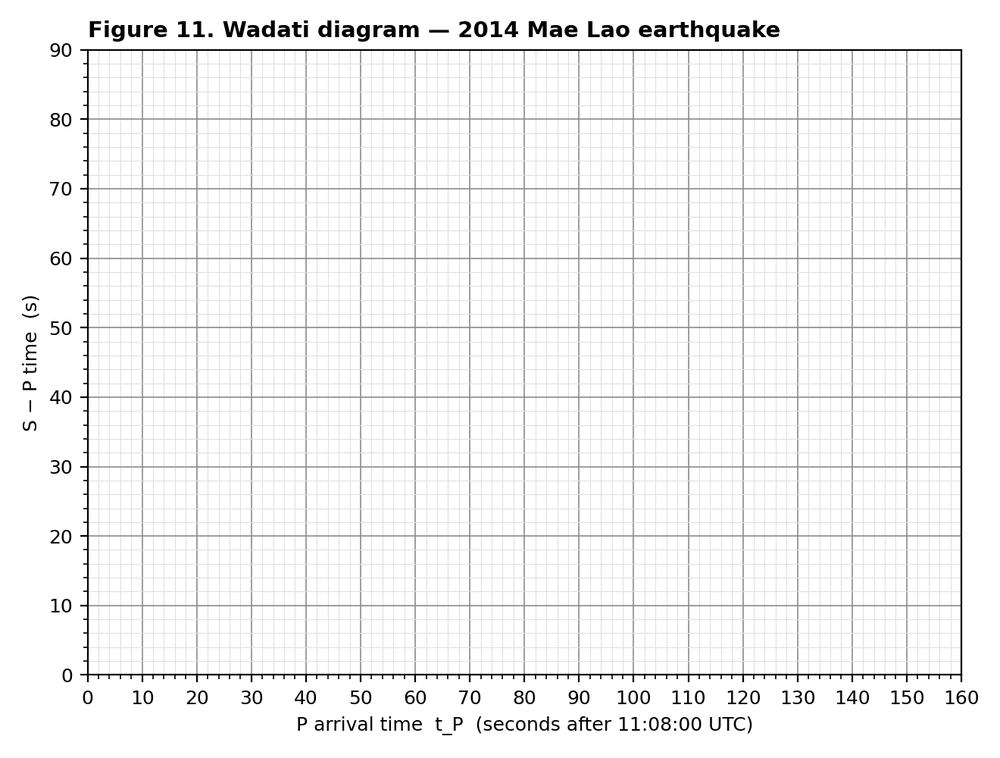 Figure 11. Wadati diagram — 2014 Mae Lao earthquake
90
80
70
60
50
40
30
20
10
0
S − P time (s)
0 10 20 30 40 50 60 70 80 90 100 110 120 130 140 150 160
P arrival time t_P (seconds after 11:08:00 UTC)